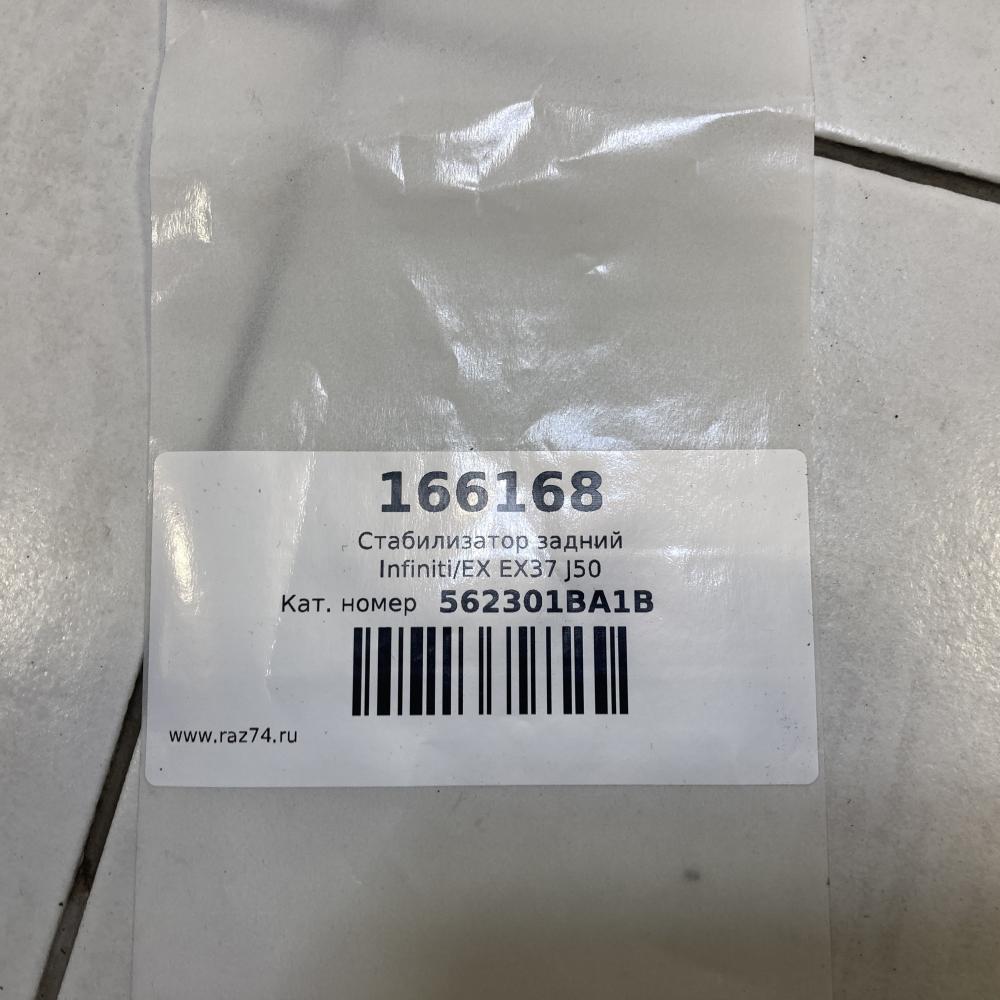 166168
Стабилизатор задний
Infiniti/EX EX37 J50
Кат. номер 562301BA1B
www.raz74.ru